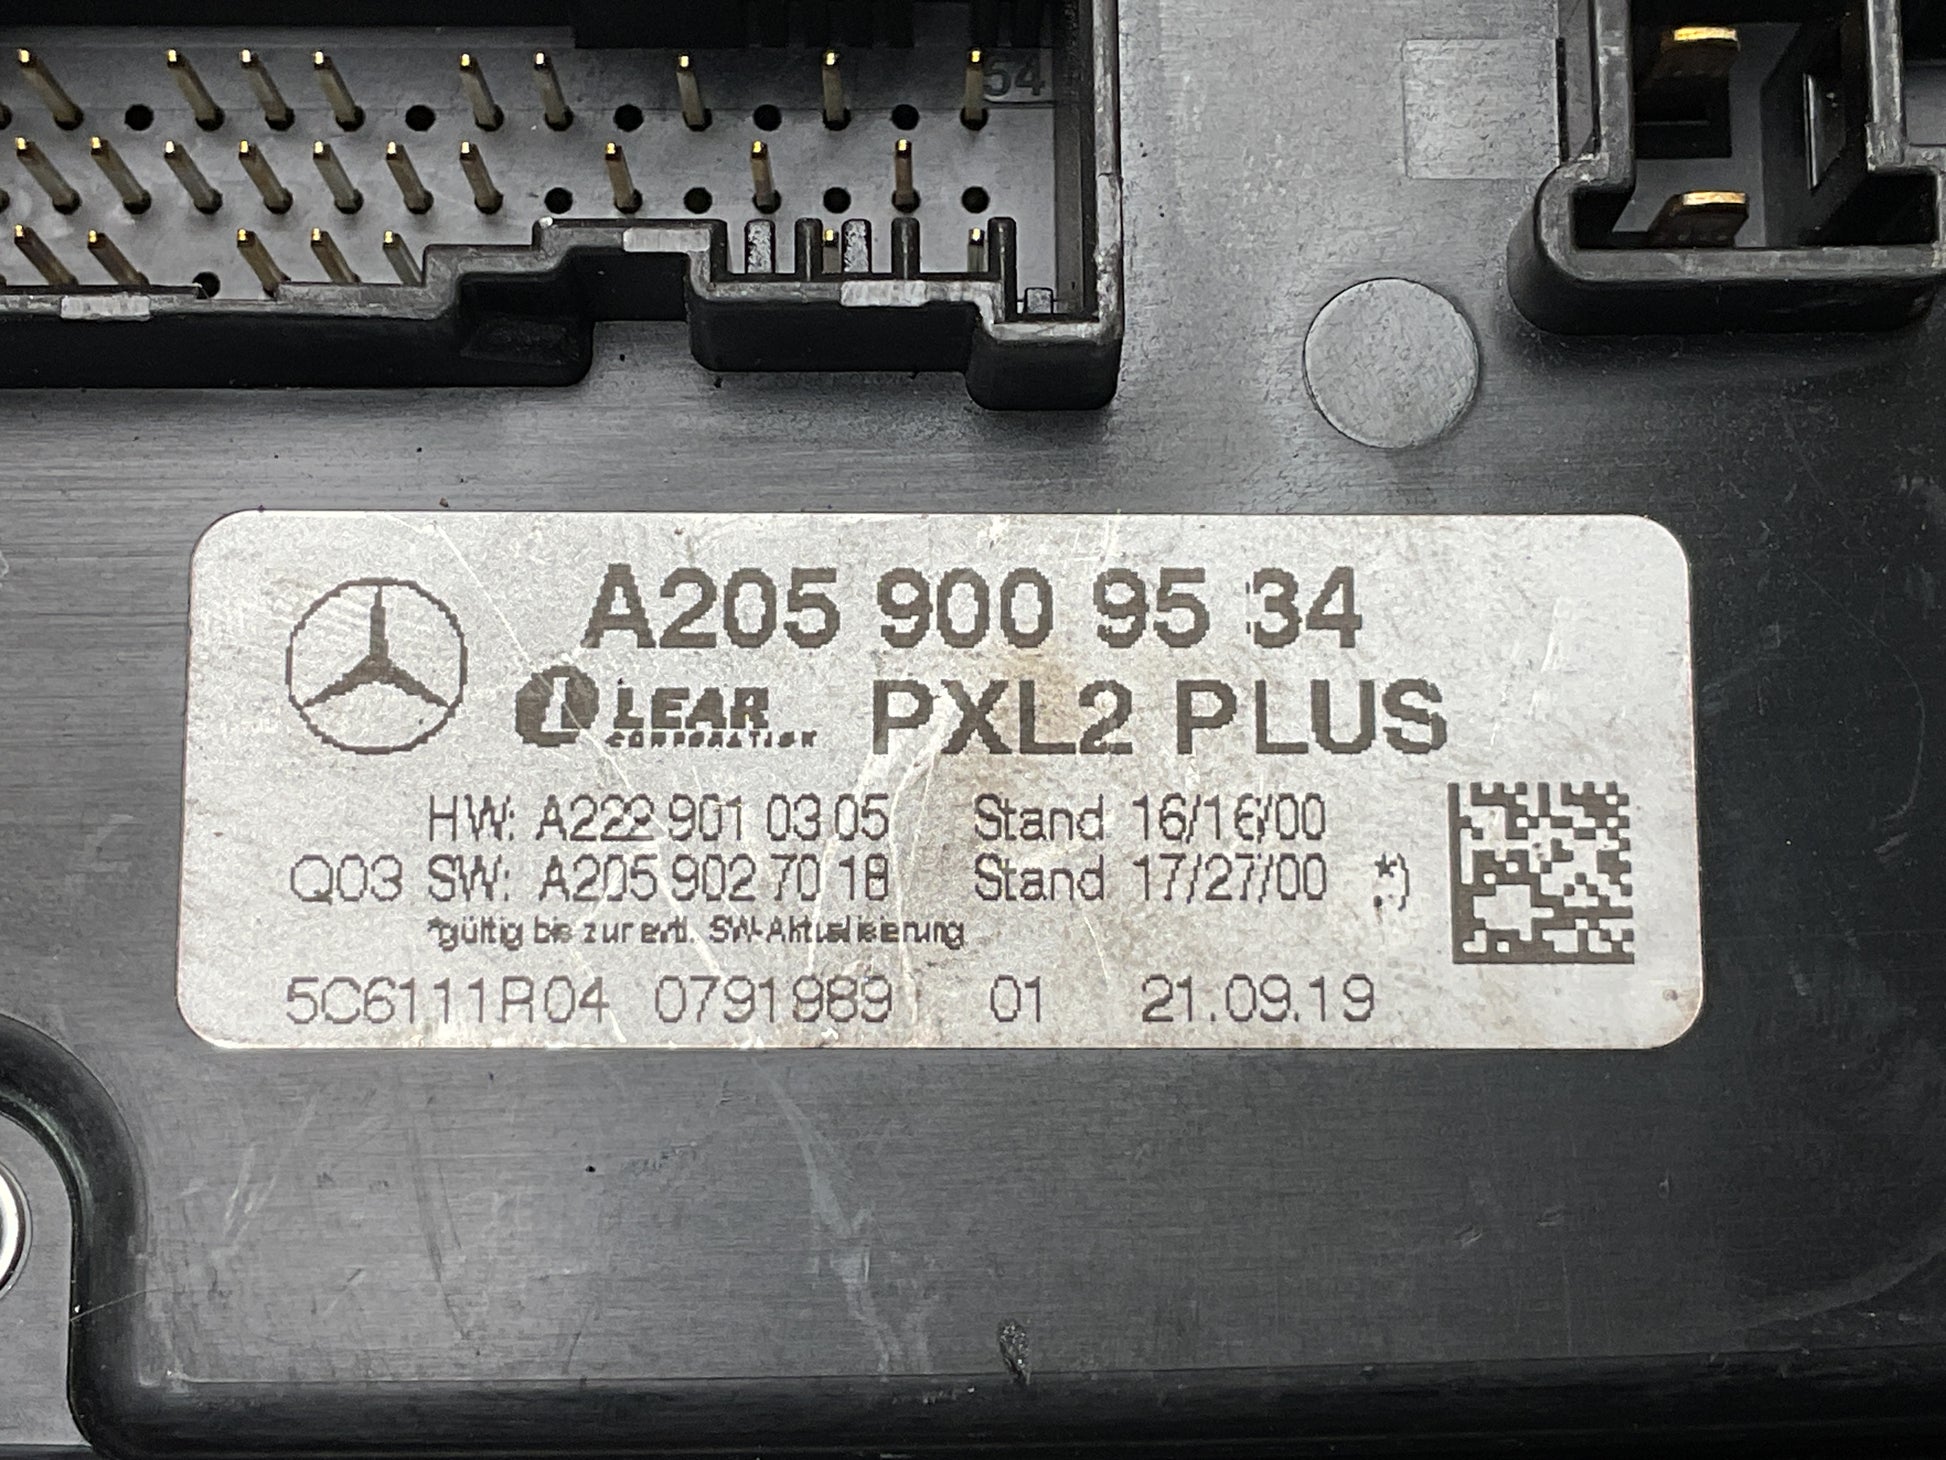 54
A205 900 95 34
LEAR
CORPORATION
PXL2 PLUS
HW: A222 901 03 05 Stand 16/16/00
Q03 SW: A205 902 70 18 Stand 17/27/00 *)
*gültig bis zur evtl. SW-Aktualisierung
5C6111R04 0791989 01 21.09.19